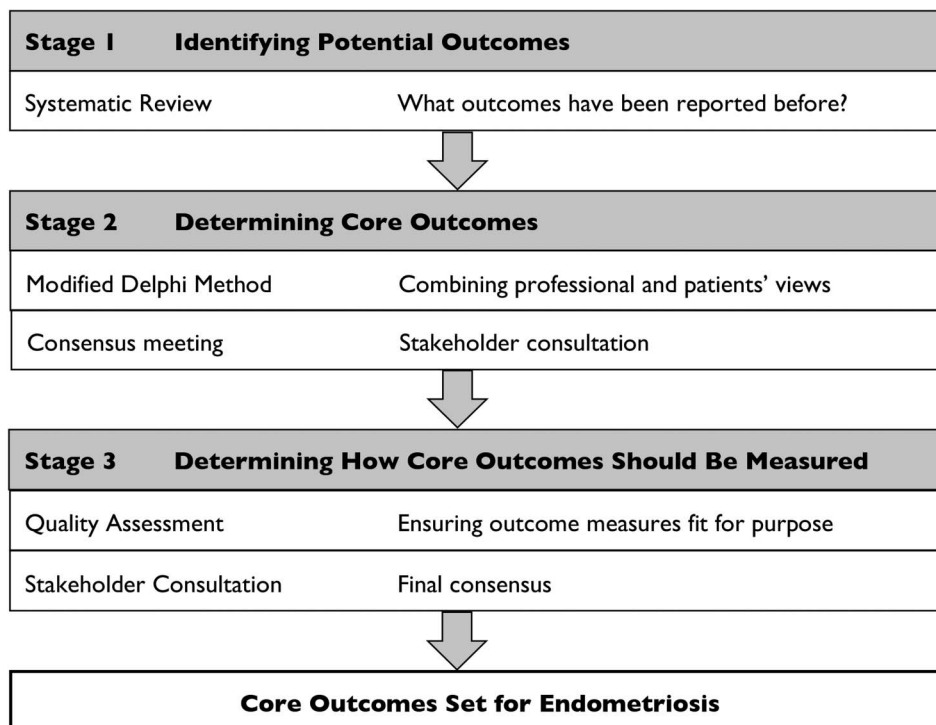 Stage 1 Identifying Potential Outcomes
Systematic Review What outcomes have been reported before?
Stage 2 Determining Core Outcomes
Modified Delphi Method Combining professional and patients’ views
Consensus meeting Stakeholder consultation
Stage 3 Determining How Core Outcomes Should Be Measured
Quality Assessment Ensuring outcome measures fit for purpose
Stakeholder Consultation Final consensus
Core Outcomes Set for Endometriosis